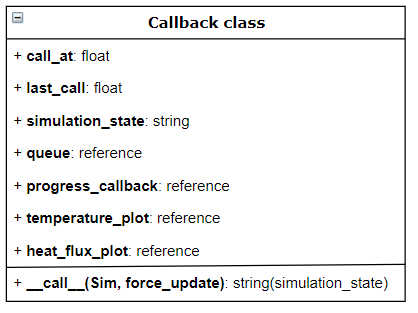 Callback class
+ call_at: float
+ last_call: float
+ simulation_state: string
+ queue: reference
+ progress_callback: reference
+ temperature_plot: reference
+ heat_flux_plot: reference
+ __call__(Sim, force_update): string(simulation_state)